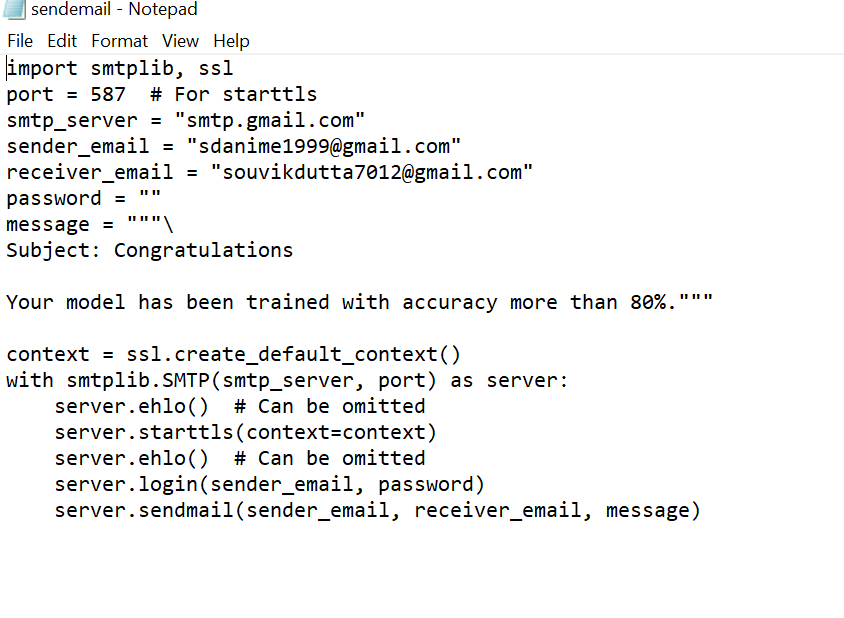 sendemail - Notepad
File Edit Format View Help
import smtplib, ssl
port = 587  # For starttls
smtp_server = "smtp.gmail.com"
sender_email = "sdanime1999@gmail.com"
receiver_email = "souvikdutta7012@gmail.com"
password = ""
message = """\
Subject: Congratulations

Your model has been trained with accuracy more than 80%."""

context = ssl.create_default_context()
with smtplib.SMTP(smtp_server, port) as server:
    server.ehlo()  # Can be omitted
    server.starttls(context=context)
    server.ehlo()  # Can be omitted
    server.login(sender_email, password)
    server.sendmail(sender_email, receiver_email, message)